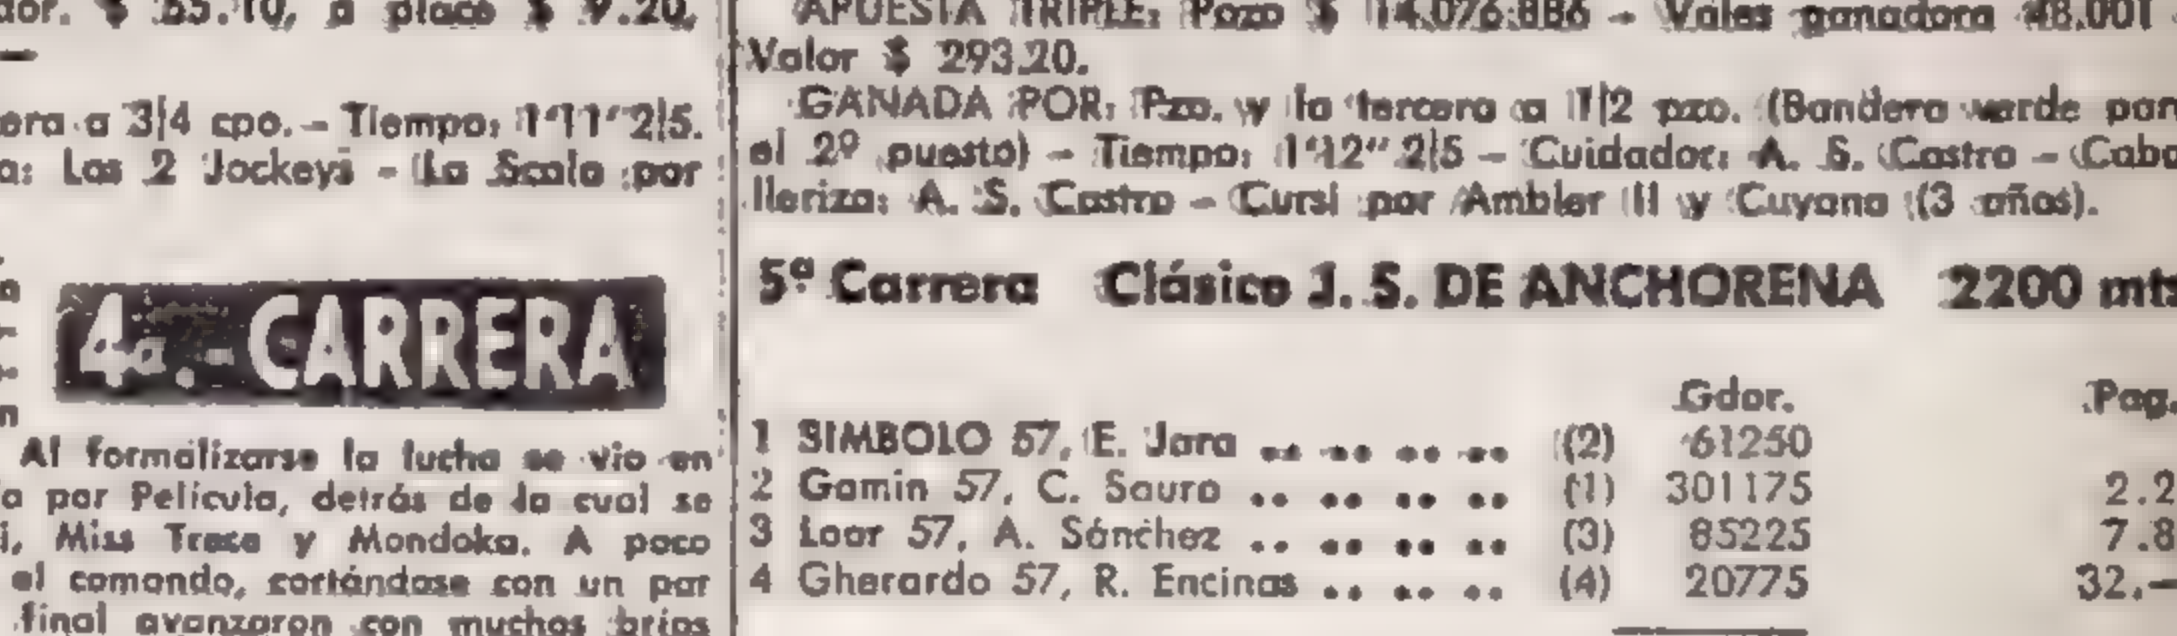 dor. $ 55.10, a place $ 9.20,
—
era a 3|4 cpo. – Tiempo: 1'11" 2|5.
a: Las 2 Jockeys – La Scala por
4a.- CARRERA
Al formalizarse la lucha se vio en
a por Película, detrás de la cual se
i, Miss Traca y Mondoka. A poco
el comando, cortándose con un par
final avanzaron con muchos bríos
APUESTA TRIPLE: Pozo $ 14.076.886 – Vales ganadora 48.001
Valor $ 293.20.
GANADA POR: Pzo. y la tercera a 1|2 pzo. (Bandera verde par
el 2º puesto) – Tiempo: 1'12" 2|5 – Cuidador: A. S. Castro – Caba
lleriza: A. S. Castro – Cursi por Ambler II y Cuyana (3 años).
5ª Carrera Clásico J. S. DE ANCHORENA 2200 mts
Gdor. Pag.
1 SIMBOLO 57, E. Jara .. .. .. .. (2) 61250
2 Gamin 57, C. Sauro .. .. .. .. (1) 301175 2.2
3 Loar 57, A. Sánchez .. .. .. .. (3) 85225 7.8
4 Gherardo 57, R. Encinas .. .. .. (4) 20775 32.—